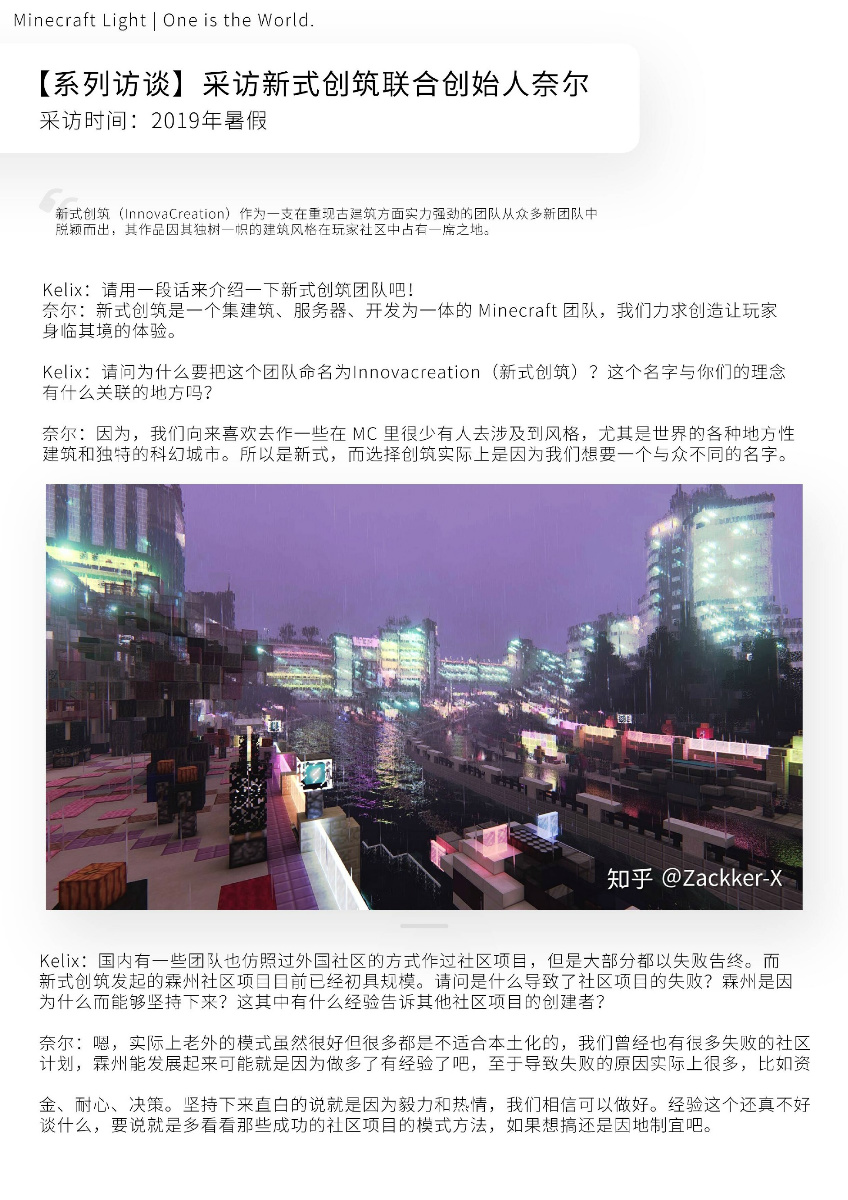 Minecraft Light | One is the World.
【系列访谈】采访新式创筑联合创始人奈尔
采访时间：2019年暑假
新式创筑（InnovaCreation）作为一支在重现古建筑方面实力强劲的团队从众多新团队中
脱颖而出，其作品因其独树一帜的建筑风格在玩家社区中占有一席之地。
Kelix：请用一段话来介绍一下新式创筑团队吧！
奈尔：新式创筑是一个集建筑、服务器、开发为一体的 Minecraft 团队，我们力求创造让玩家
身临其境的体验。
Kelix：请问为什么要把这个团队命名为Innovacreation（新式创筑）？这个名字与你们的理念
有什么关联的地方吗？
奈尔：因为，我们向来喜欢去作一些在 MC 里很少有人去涉及到风格，尤其是世界的各种地方性
建筑和独特的科幻城市。所以是新式，而选择创筑实际上是因为我们想要一个与众不同的名字。
知乎 @Zackker-X
Kelix：国内有一些团队也仿照过外国社区的方式作过社区项目，但是大部分都以失败告终。而
新式创筑发起的霖州社区项目目前已经初具规模。请问是什么导致了社区项目的失败？霖州是因
为什么而能够坚持下来？这其中有什么经验告诉其他社区项目的创建者？
奈尔：嗯，实际上老外的模式虽然很好但很多都是不适合本土化的，我们曾经也有很多失败的社区
计划，霖州能发展起来可能就是因为做多了有经验了吧，至于导致失败的原因实际上很多，比如资
金、耐心、决策。坚持下来直白的说就是因为毅力和热情，我们相信可以做好。经验这个还真不好
谈什么，要说就是多看看那些成功的社区项目的模式方法，如果想搞还是因地制宜吧。